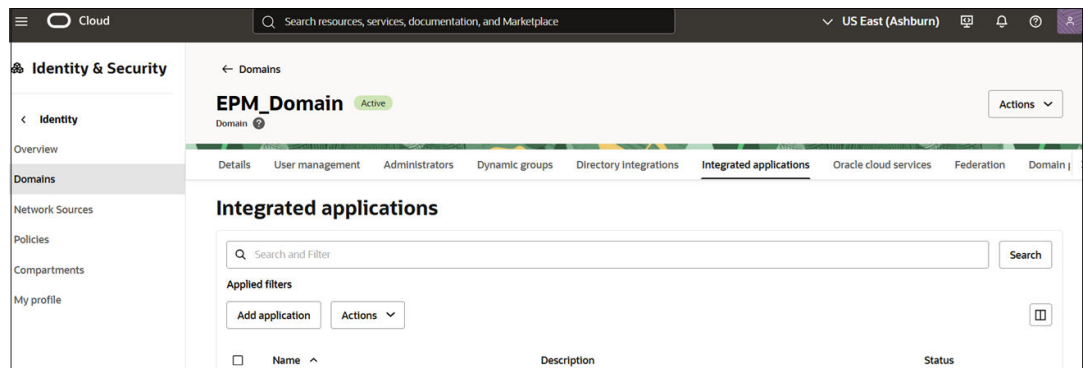 Cloud
Search resources, services, documentation, and Marketplace
US East (Ashburn)
Identity & Security
Identity
Overview
Domains
Network Sources
Policies
Compartments
My profile
← Domains
EPM_Domain Active
Domain ?
Actions
Details User management Administrators Dynamic groups Directory integrations Integrated applications Oracle cloud services Federation Domain
Integrated applications
Search and Filter
Search
Applied filters
Add application Actions
Name Description Status